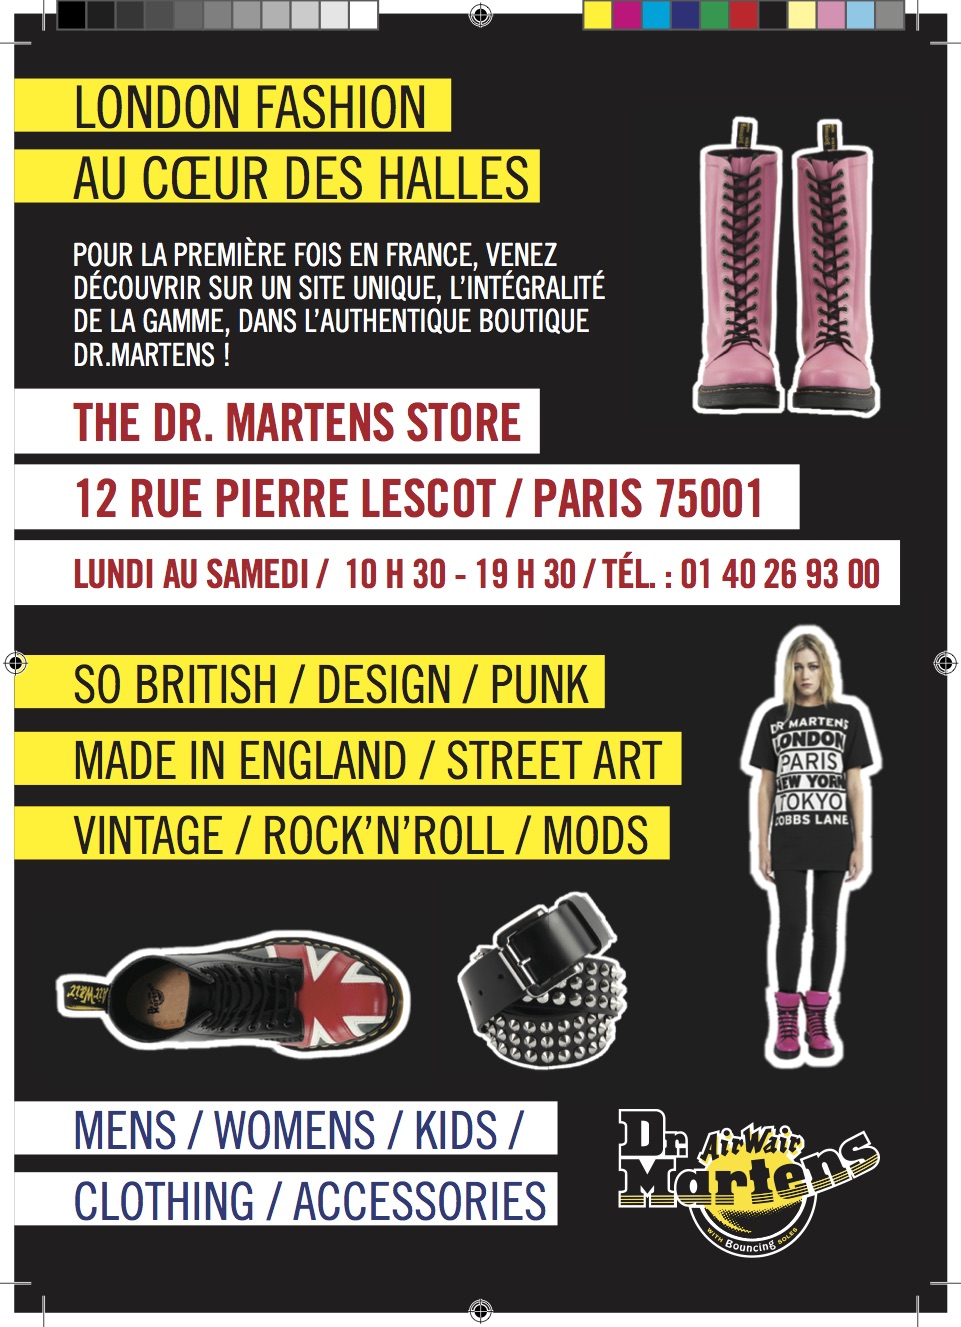 LONDON FASHION
AU CŒUR DES HALLES
POUR LA PREMIÈRE FOIS EN FRANCE, VENEZ
DÉCOUVRIR SUR UN SITE UNIQUE, L'INTÉGRALITÉ
DE LA GAMME, DANS L'AUTHENTIQUE BOUTIQUE
DR.MARTENS !
THE DR. MARTENS STORE
12 RUE PIERRE LESCOT / PARIS 75001
LUNDI AU SAMEDI / 10 H 30 - 19 H 30 / TÉL. : 01 40 26 93 00
SO BRITISH / DESIGN / PUNK
MADE IN ENGLAND / STREET ART
VINTAGE / ROCK'N'ROLL / MODS
DR MARTENS
LONDON
PARIS
NEW YORK
TOKYO
COBBS LANE
Air Wair
MENS / WOMENS / KIDS /
CLOTHING / ACCESSORIES
Dr. Martens
AirWair
WITH Bouncing SOLES